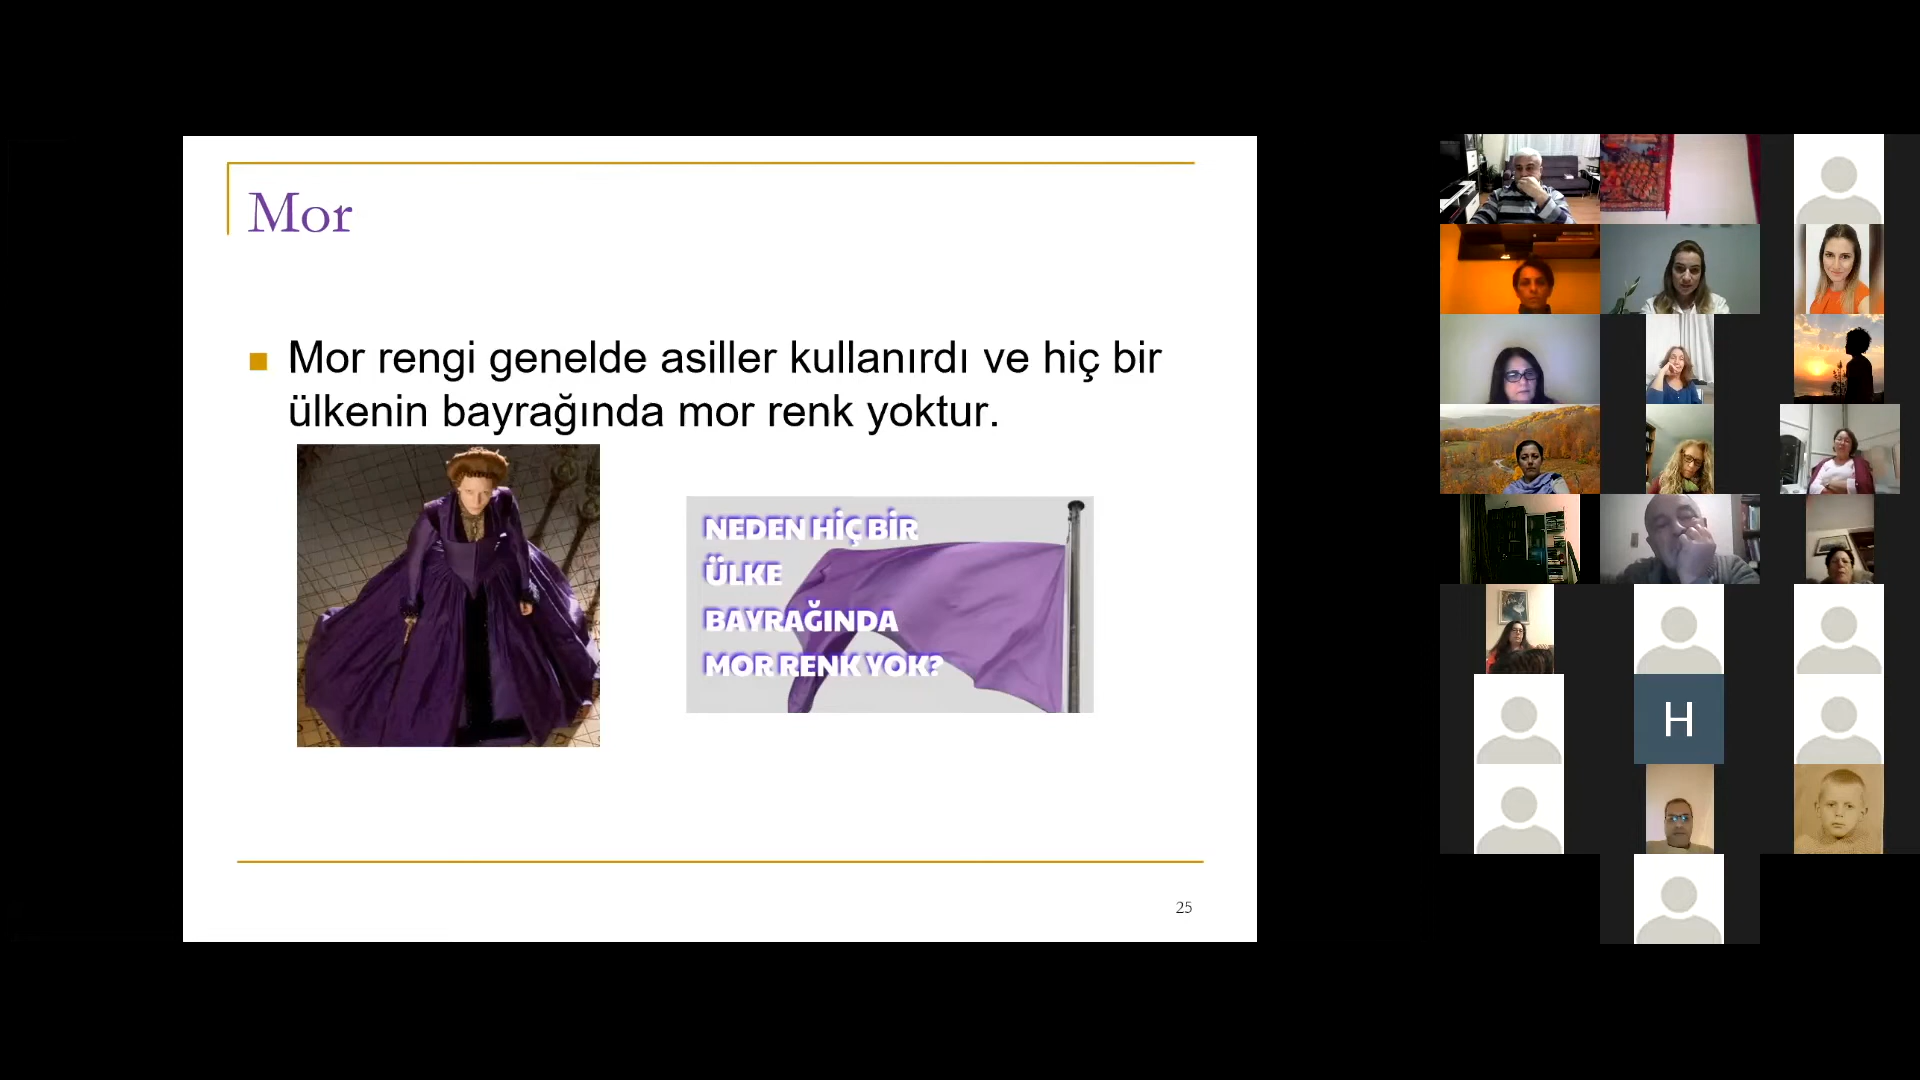 Mor
Mor rengi genelde asiller kullanırdı ve hiç bir
ülkenin bayrağında mor renk yoktur.
NEDEN HİÇ BİR
ÜLKE
BAYRAĞINDA
MOR RENK YOK?
25
H